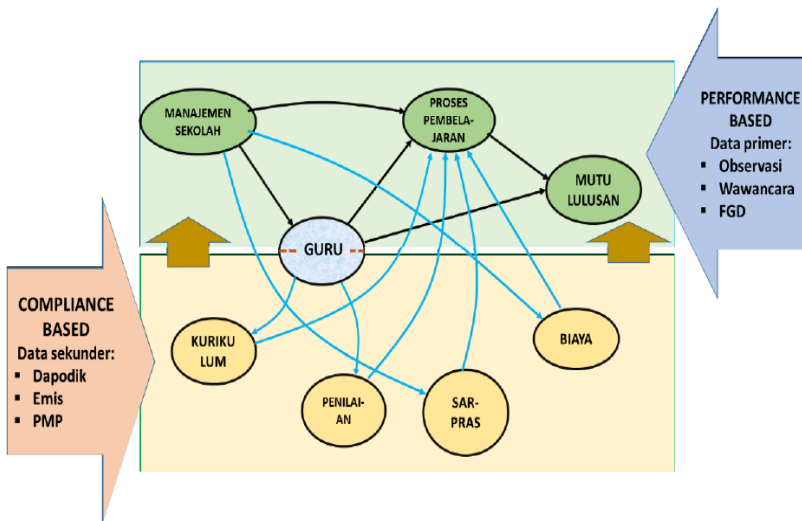 MANAJEMEN
SEKOLAH
PROSES
PEMBELA-
JARAN
MUTU
LULUSAN
GURU
KURIKU
LUM
PENILAI-
AN
SAR-
PRAS
BIAYA
COMPLIANCE
BASED
Data sekunder:
▪ Dapodik
▪ Emis
▪ PMP
PERFORMANCE
BASED
Data primer:
▪ Observasi
▪ Wawancara
▪ FGD